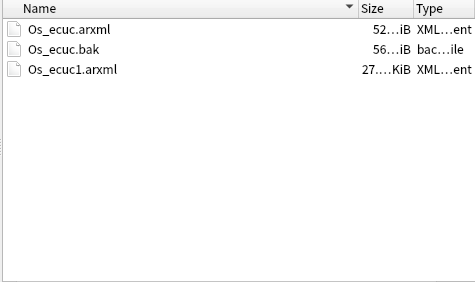 Name Size Type
Os_ecuc.arxml 52...iB XML...ent
Os_ecuc.bak 56...iB bac...ile
Os_ecuc1.arxml 27....KiB XML...ent